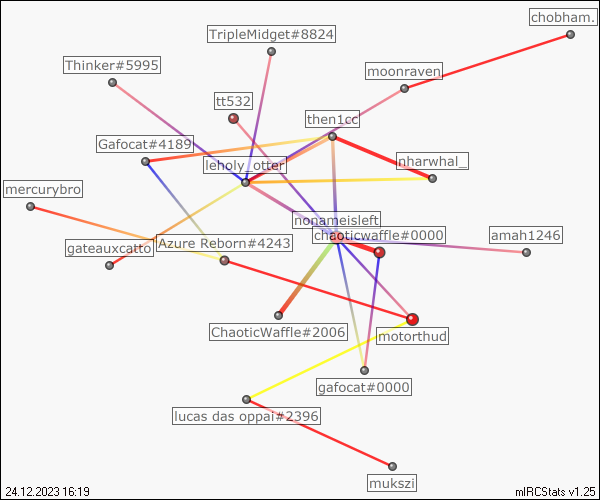 chobham.
TripleMidget#8824
Thinker#5995
moonraven
tt532
then1cc
Gafocat#4189
nharwhal_
leholy_otter
mercurybro
nonameisleft
chaoticwaffle#0000
amah1246
gateauxcatto
Azure Reborn#4243
ChaoticWaffle#2006
motorthud
gafocat#0000
lucas das oppai#2396
mukszi
24.12.2023 16:19
mIRCStats v1.25